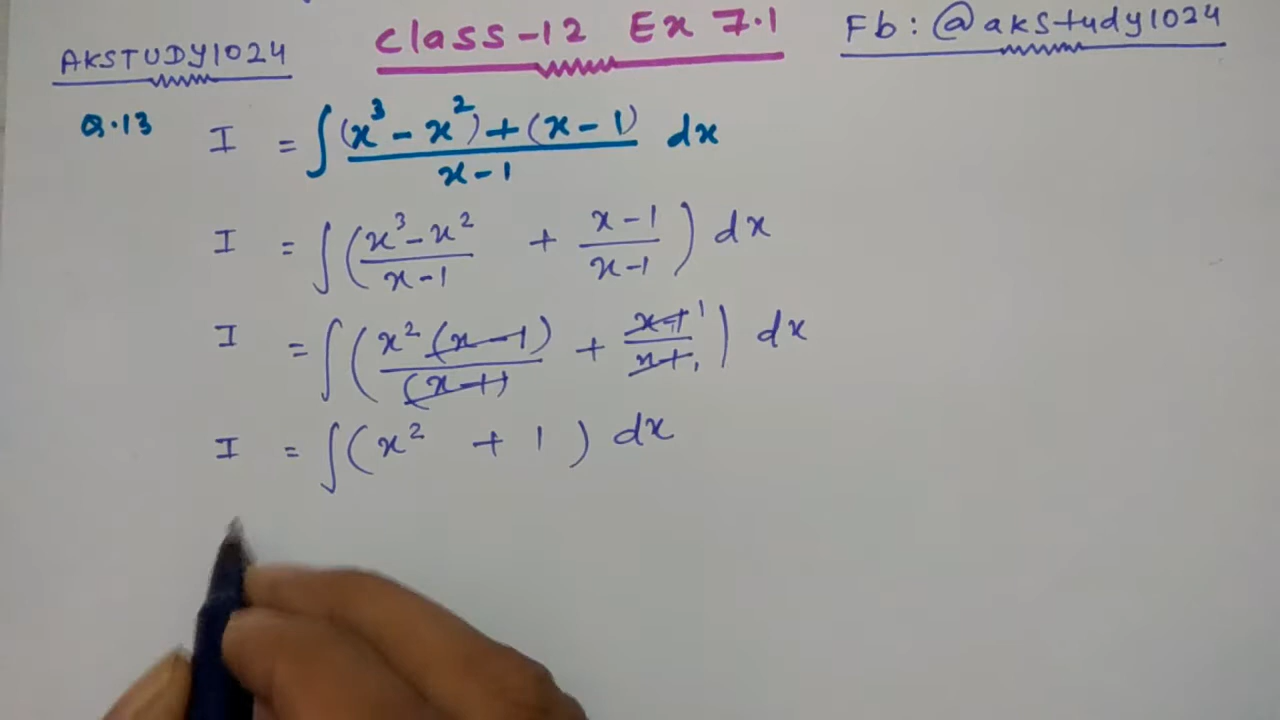 AKSTUDY1024 Class-12 Ex 7.1 Fb: @akstudy1024
Q.13 I = ∫ (x³ - x²) + (x - 1) / x - 1 dx
I = ∫ ( x³ - x² / x - 1 + x - 1 / x - 1 ) dx
I = ∫ ( x² (x - 1) / (x - 1) + x - 1 / x - 1 ) dx
I = ∫ ( x² + 1 ) dx